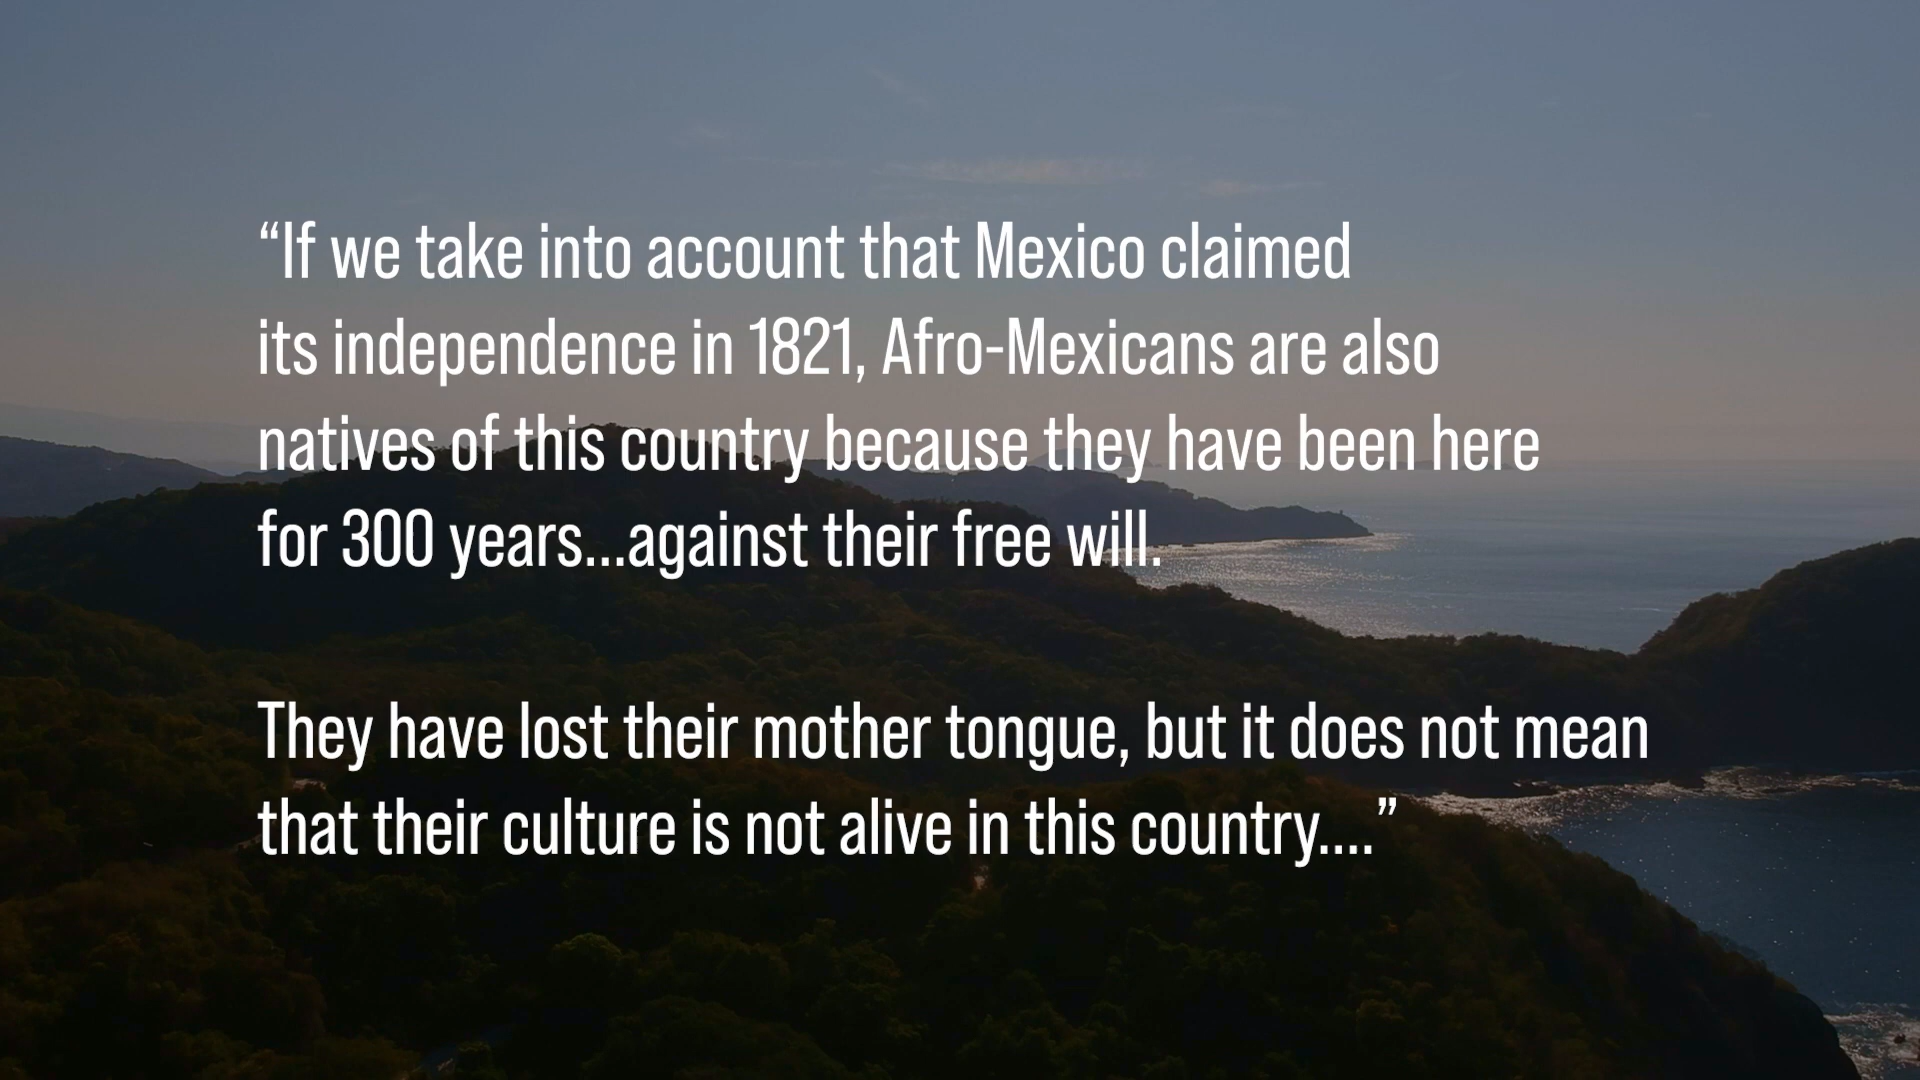 “If we take into account that Mexico claimed
its independence in 1821, Afro-Mexicans are also
natives of this country because they have been here
for 300 years...against their free will.
They have lost their mother tongue, but it does not mean
that their culture is not alive in this country....”